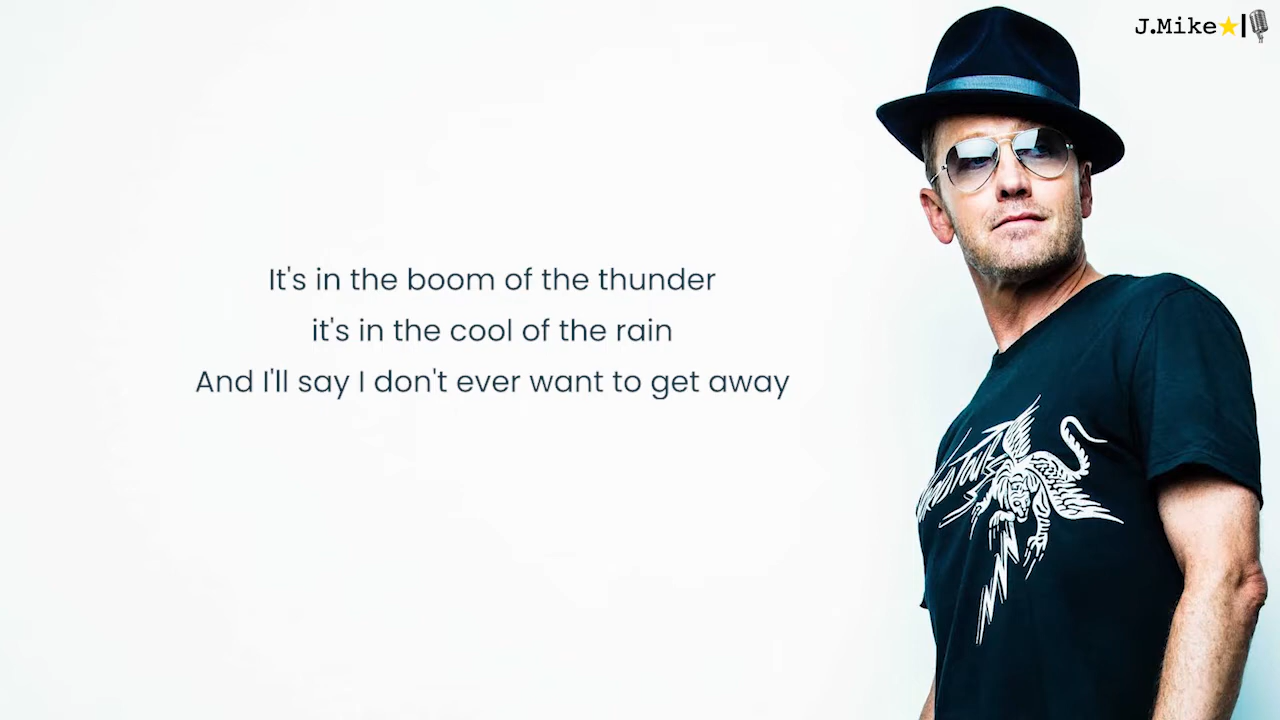 J.Mike
It's in the boom of the thunder
it's in the cool of the rain
And I'll say I don't ever want to get away